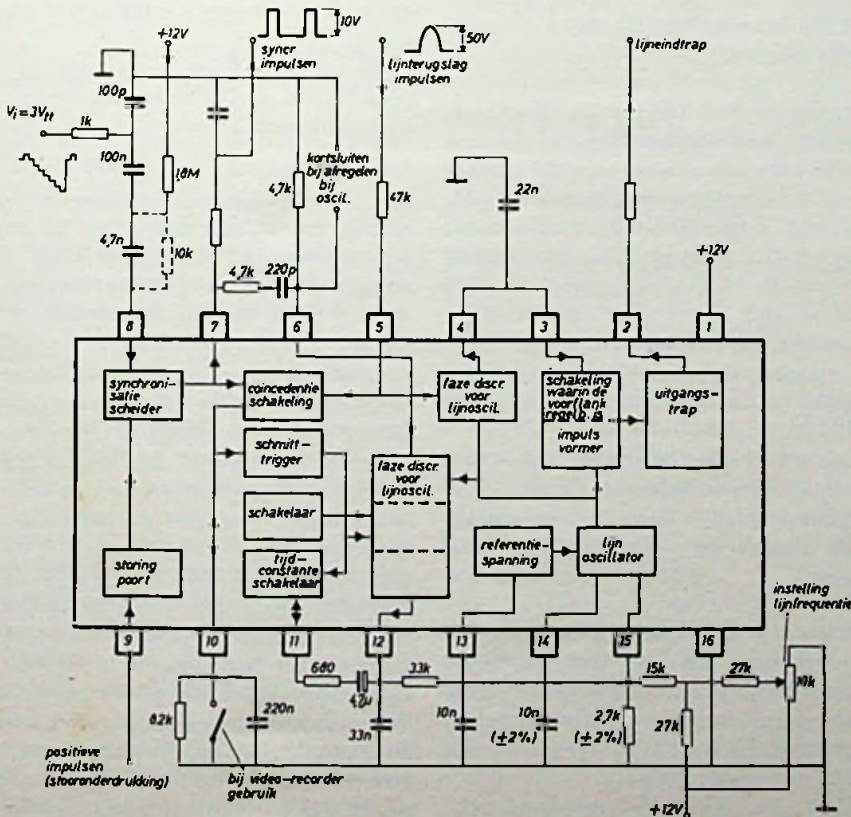 +12V
10V
syncr
impulsen
50V
lijnterugslag
impulsen
lijneindtrap
100p
Vi=3Vtt
1k
100n
1,8M
4,7n
10k
4,7k
kortsluiten
bij afregelen
bij
oscil.
4,7k
220p
47k
22n
+12V
8
7
6
5
4
3
2
1
synchroni-
satie
scheider
coincedentie
schakeling
faze discr.
voor
lijnoscil.
schakeling
waarin de
voorflank
regelb. is
impuls
vormer
uitgangs-
trap
schmitt-
trigger
faze discr.
voor
lijnoscil.
schakelaar
storing
poort
tijd-
constante
schakelaar
referentie-
spanning
lijn
oscillator
instelling
lijnfrequentie
9
10
11
12
13
14
15
16
680
4,7μ
33k
15k
27k
10k
82k
220n
33n
10n
10n
(±2%)
2,7k
(±2%)
27k
positieve
impulsen
(stooronderdrukking)
bij video-recorder
gebruik
+12V